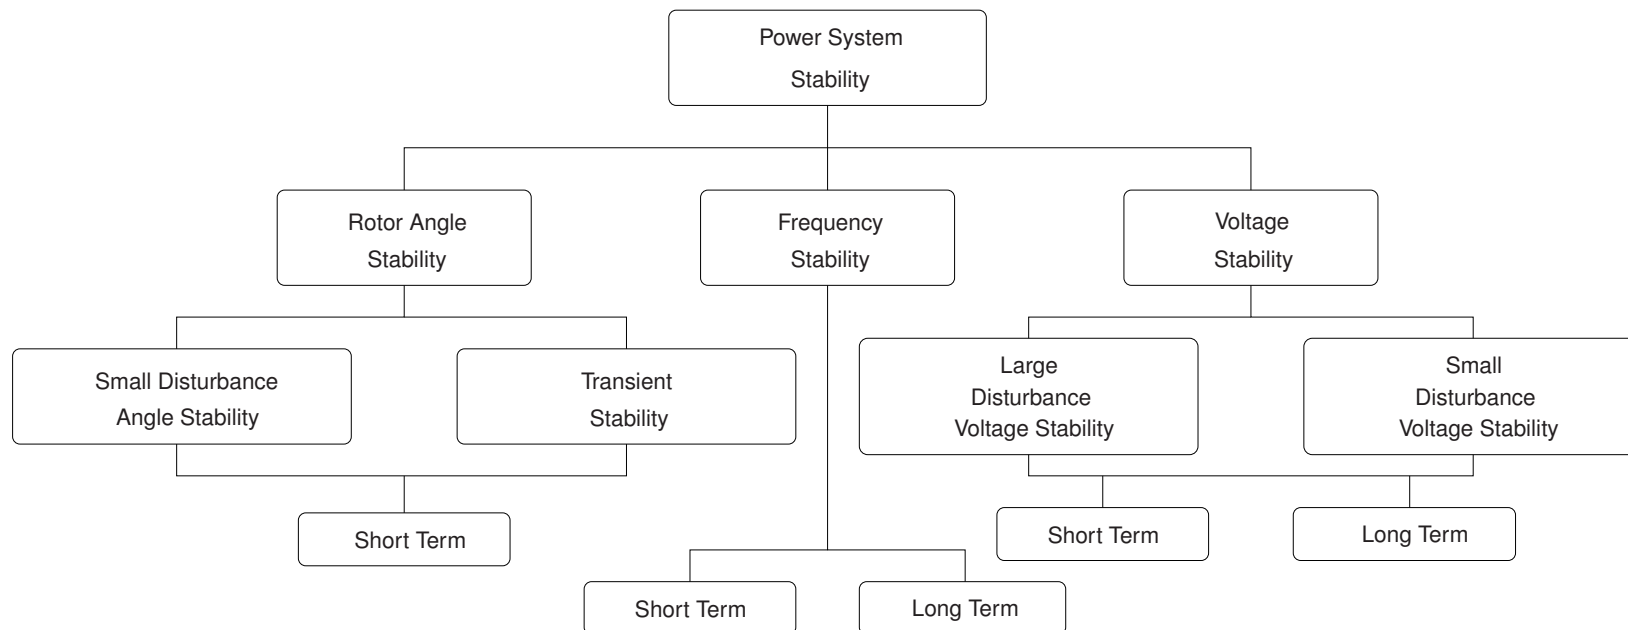 Power System
Stability
Rotor Angle
Stability
Frequency
Stability
Voltage
Stability
Small Disturbance
Angle Stability
Transient
Stability
Large
Disturbance
Voltage Stability
Small
Disturbance
Voltage Stability
Short Term
Short Term
Long Term
Short Term
Long Term